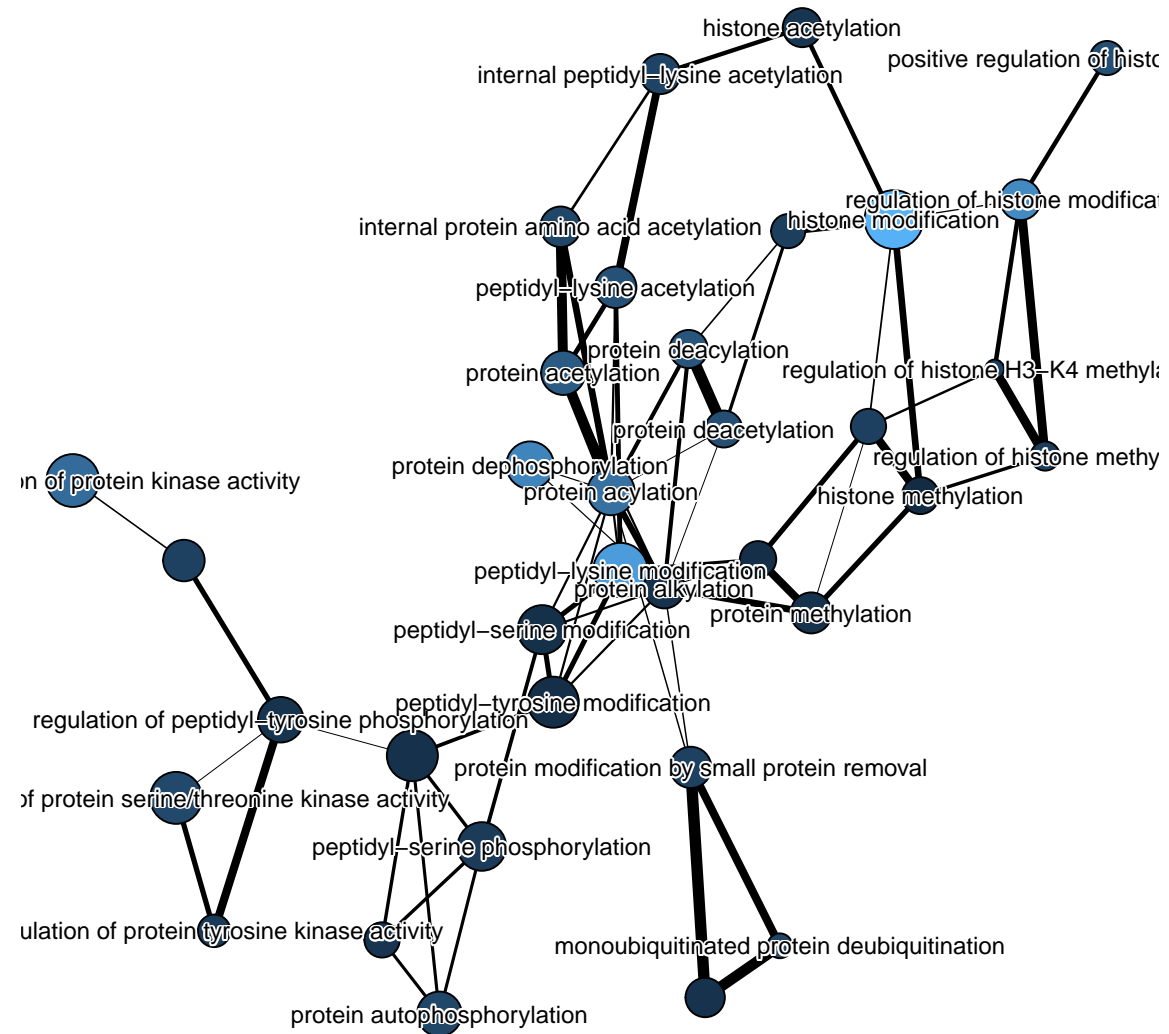 histone acetylation
positive regulation of histo
internal peptidyl–lysine acetylation
regulation of histone modificat
histone modification
internal protein amino acid acetylation
peptidyl–lysine acetylation
protein deacylation
regulation of histone H3–K4 methyla
protein acetylation
protein deacetylation
regulation of histone methy
protein dephosphorylation
on of protein kinase activity
protein acylation
histone methylation
peptidyl–lysine modification
protein alkylation
protein methylation
peptidyl–serine modification
peptidyl–tyrosine modification
regulation of peptidyl–tyrosine phosphorylation
protein modification by small protein removal
of protein serine/threonine kinase activity
peptidyl–serine phosphorylation
ulation of protein tyrosine kinase activity
monoubiquitinated protein deubiquitination
protein autophosphorylation